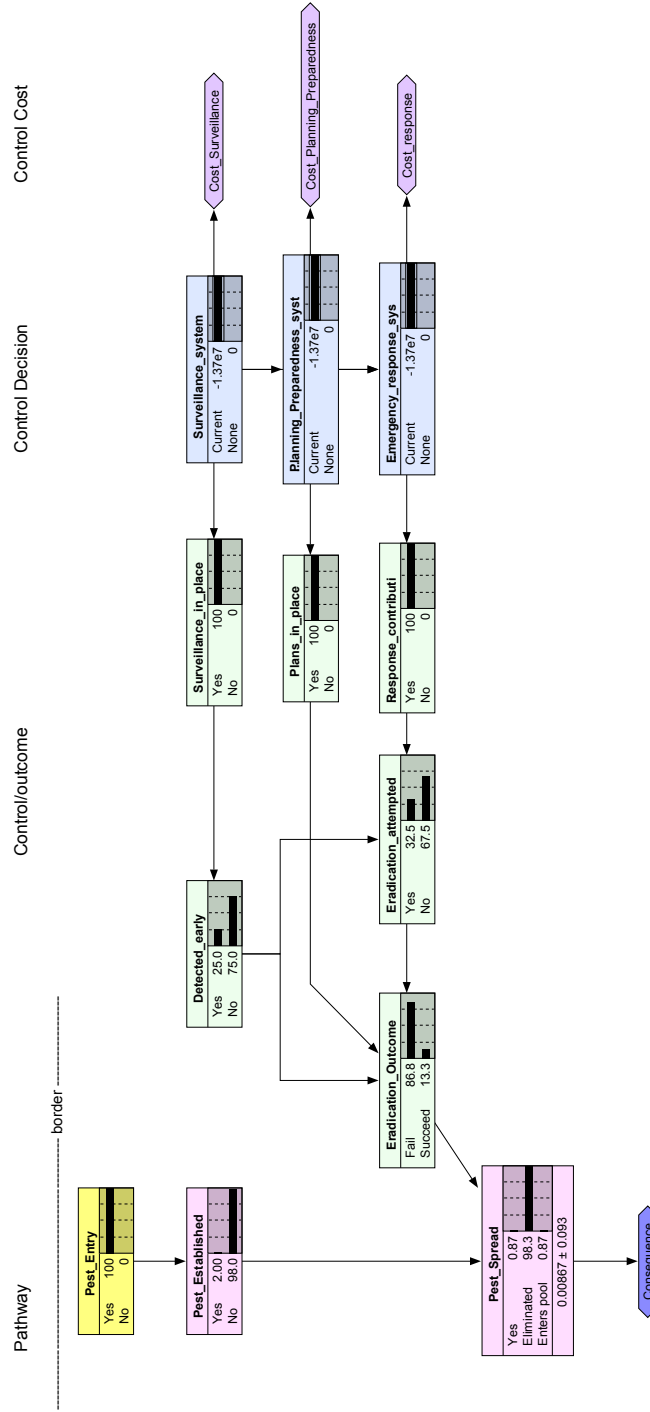 Pathway
Control/outcome
Control Decision
Control Cost
border
Pest_Entry
Yes 100
No 0
Pest_Established
Yes 2.00
No 98.0
Detected_early
Yes 25.0
No 75.0
Surveillance_in_place
Yes 100
No 0
Surveillance_system
Current -1.37e7
None 0
Cost_Surveillance
Plans_in_place
Yes 100
No 0
Planning_Preparedness_syst
Current -1.37e7
None 0
Cost_Planning_Preparedness
Eradication_Outcome
Fail 86.8
Succeed 13.3
Eradication_attempted
Yes 32.5
No 67.5
Response_contributi
Yes 100
No 0
Emergency_response_sys
Current -1.37e7
None 0
Cost_response
Pest_Spread
Yes 0.87
Eliminated 98.3
Enters pool 0.87
0.00867 ± 0.093
Consequence